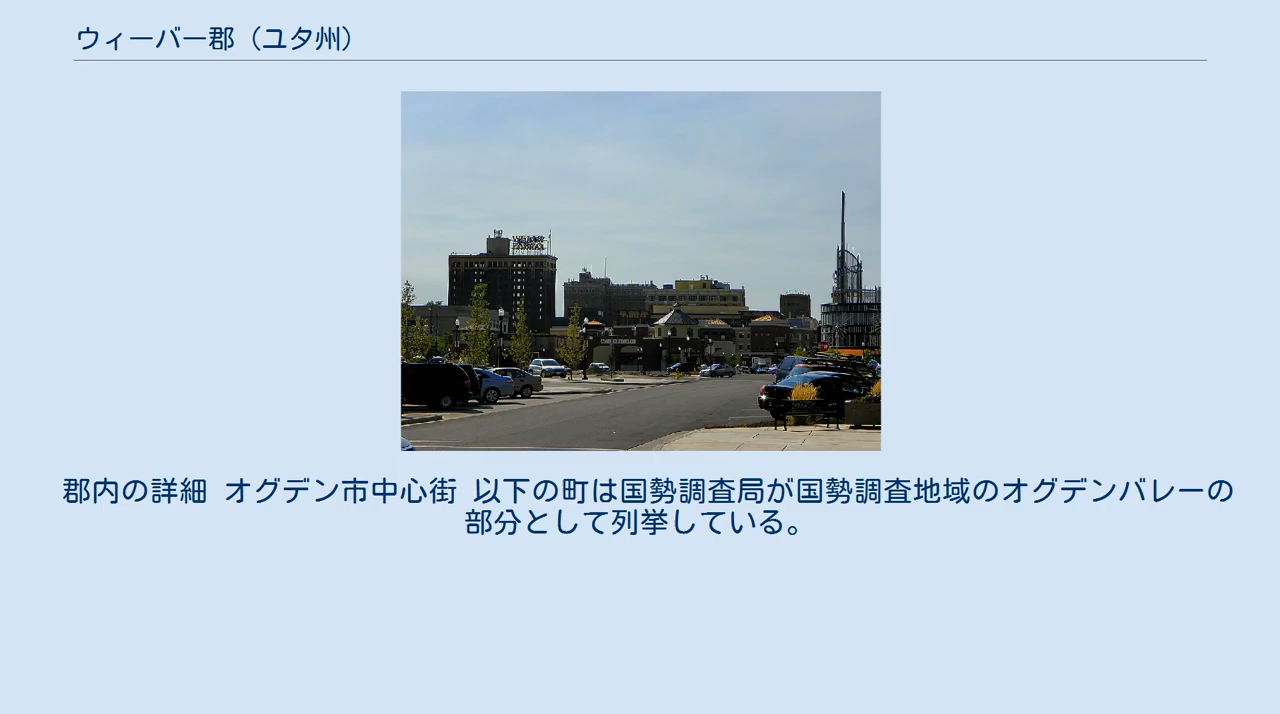 ウィーバー郡（ユタ州）
郡内の詳細 オグデン市中心街 以下の町は国勢調査局が国勢調査地域のオグデンバレーの
部分として列挙している。